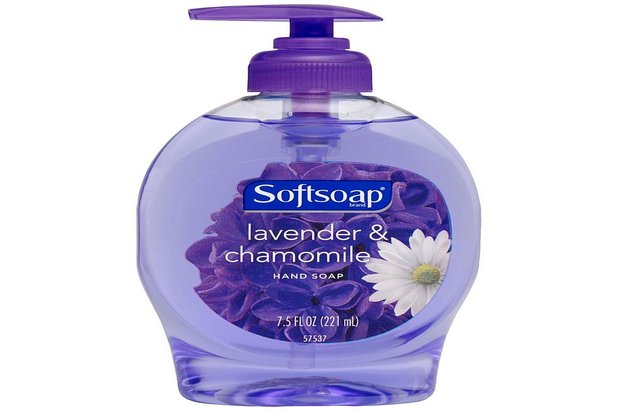 Softsoap®
brand
lavender &
chamomile
HAND SOAP
7.5 FL OZ (221 mL)
57537